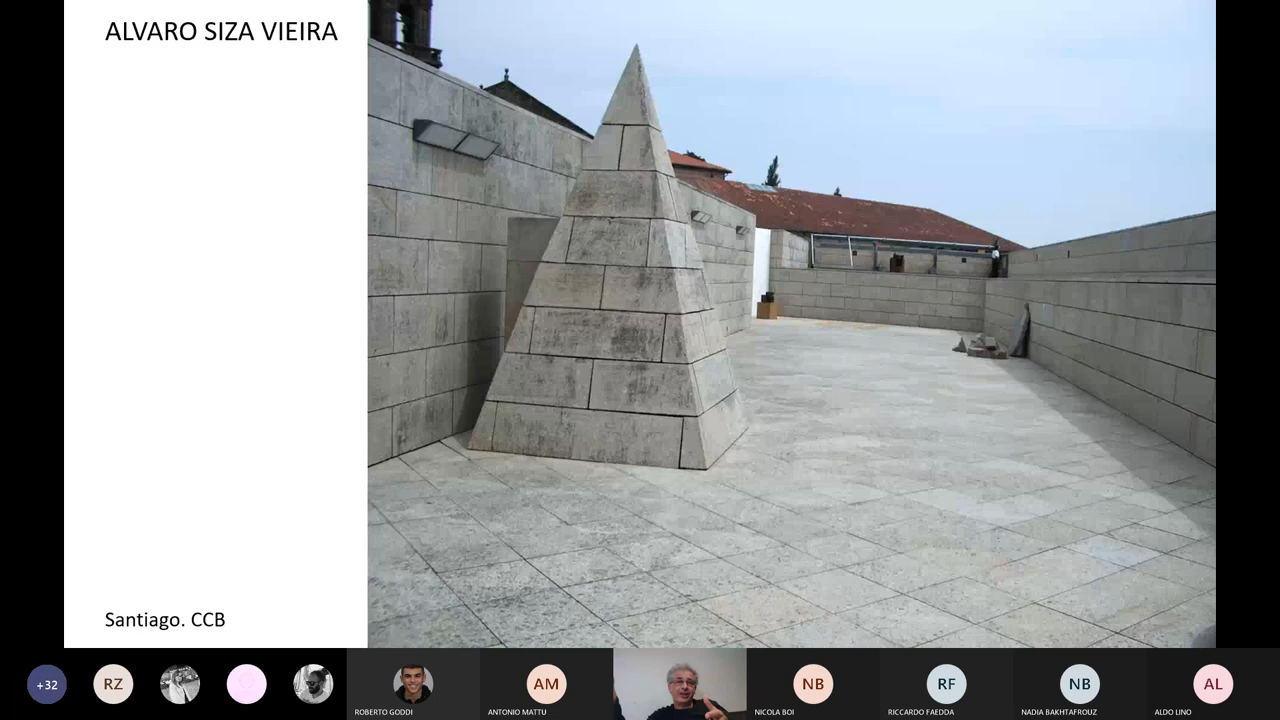 ALVARO SIZA VIEIRA
Santiago. CCB
+32
RZ
ROBERTO GODDI
AM
ANTONIO MATTU
NB
NICOLA BOI
RF
RICCARDO FAEDDA
NB
NADIA BAKHTAFROUZ
AL
ALDO LINO